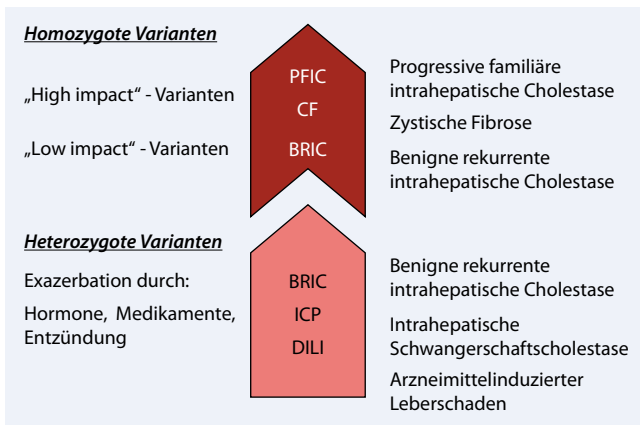 Homozygote Varianten
„High impact“ - Varianten
„Low impact“ - Varianten
PFIC
CF
BRIC
Progressive familiäre
intrahepatische Cholestase
Zystische Fibrose
Benigne rekurrente
intrahepatische Cholestase
Heterozygote Varianten
Exazerbation durch:
Hormone, Medikamente,
Entzündung
BRIC
ICP
DILI
Benigne rekurrente
intrahepatische Cholestase
Intrahepatische
Schwangerschaftscholestase
Arzneimittelinduzierter
Leberschaden